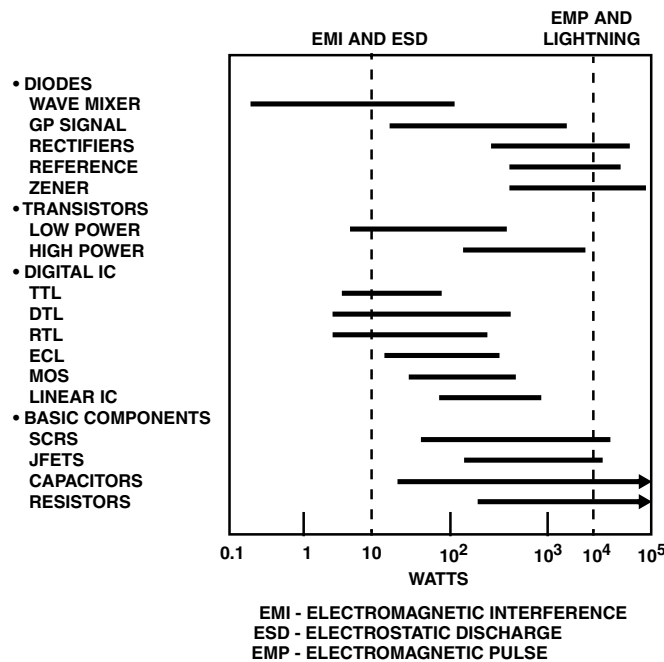 EMI AND ESD
EMP AND
LIGHTNING
• DIODES
WAVE MIXER
GP SIGNAL
RECTIFIERS
REFERENCE
ZENER
• TRANSISTORS
LOW POWER
HIGH POWER
• DIGITAL IC
TTL
DTL
RTL
ECL
MOS
LINEAR IC
• BASIC COMPONENTS
SCRS
JFETS
CAPACITORS
RESISTORS
0.1 1 10 10² 10³ 10⁴ 10⁵
WATTS
EMI - ELECTROMAGNETIC INTERFERENCE
ESD - ELECTROSTATIC DISCHARGE
EMP - ELECTROMAGNETIC PULSE